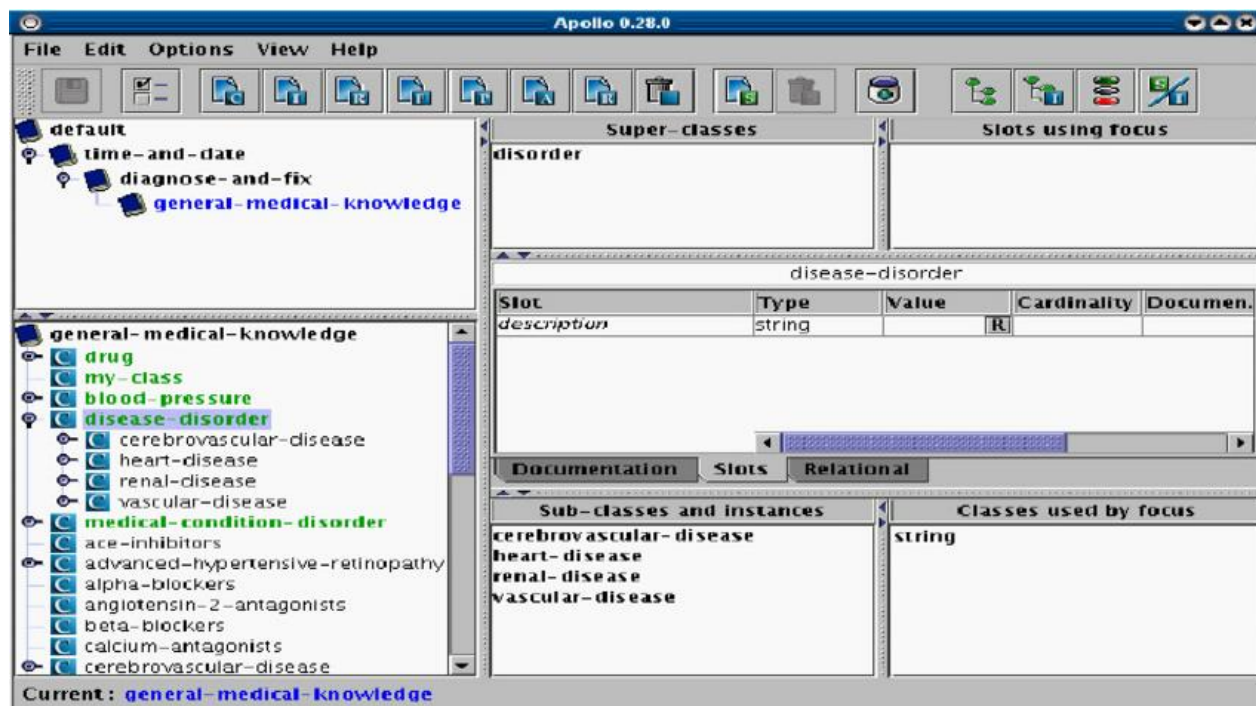 Apollo 0.28.0
File Edit Options View Help
default
time-and-date
diagnose-and-fix
general-medical-knowledge
general-medical-knowledge
drug
my-class
blood-pressure
disease-disorder
cerebrovascular-disease
heart-disease
renal-disease
vascular-disease
medical-condition-disorder
ace-inhibitors
advanced-hypertensive-retinopathy
alpha-blockers
angiotensin-2-antagonists
beta-blockers
calcium-antagonists
cerebrovascular-disease
Super-classes
disorder
Slots using focus
disease-disorder
Slot Type Value Cardinality Documen.
description string R
Documentation Slots Relational
Sub-classes and instances
cerebrovascular-disease
heart-disease
renal-disease
vascular-disease
Classes used by focus
string
Current: general-medical-knowledge